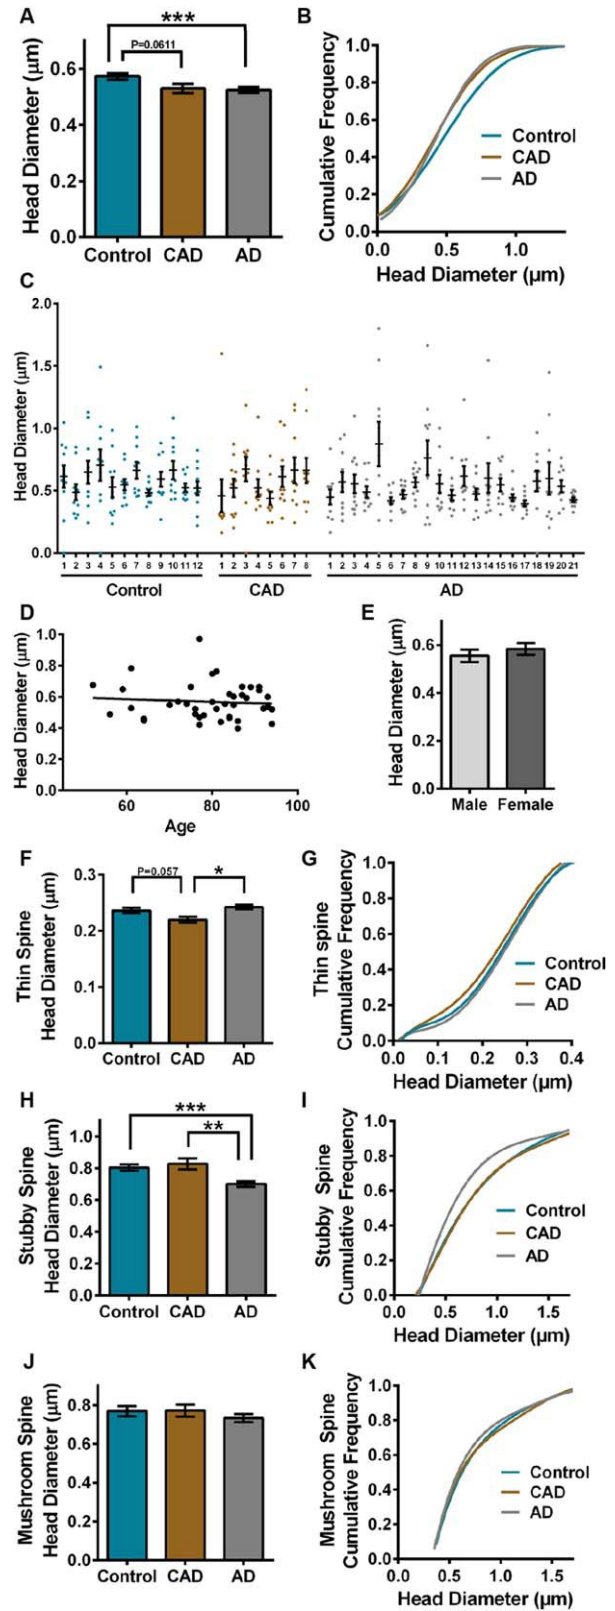 A
***
P=0.0611
Head Diameter (μm)
0.6
0.4
0.2
0.0
Control CAD AD
B
Cumulative Frequency
1.0
0.8
0.6
0.4
0.2
0.0
Control
CAD
AD
0.0 0.5 1.0
Head Diameter (μm)
C
Head Diameter (μm)
2.0
1.5
1.0
0.5
0.0
1 2 3 4 5 6 7 8 9 10 11 12
1 2 3 4 5 6 7 8
1 2 3 4 5 6 7 8 9 10 11 12 13 14 15 16 17 18 19 20 21
Control CAD AD
D
Head Diameter (μm)
1.0
0.8
0.6
0.4
0.2
0.0
60 80 100
Age
E
Head Diameter (μm)
0.6
0.4
0.2
0.0
Male Female
F
P=0.057
*
Thin Spine
Head Diameter (μm)
0.3
0.2
0.1
0.0
Control CAD AD
G
Thin spine
Cumulative Frequency
1.0
0.8
0.6
0.4
0.2
0.0
Control
CAD
AD
0.0 0.1 0.2 0.3 0.4
Head Diameter (μm)
H
***
**
Stubby Spine
Head Diameter (μm)
1.0
0.8
0.6
0.4
0.2
0.0
Control CAD AD
I
Stubby Spine
Cumulative Frequency
1.0
0.8
0.6
0.4
0.2
0.0
Control
CAD
AD
0.0 0.5 1.0 1.5
Head Diameter (μm)
J
Mushroom Spine
Head Diameter (μm)
0.8
0.6
0.4
0.2
0.0
Control CAD AD
K
Mushroom Spine
Cumulative Frequency
1.0
0.8
0.6
0.4
0.2
0.0
Control
CAD
AD
0.0 0.5 1.0 1.5
Head Diameter (μm)